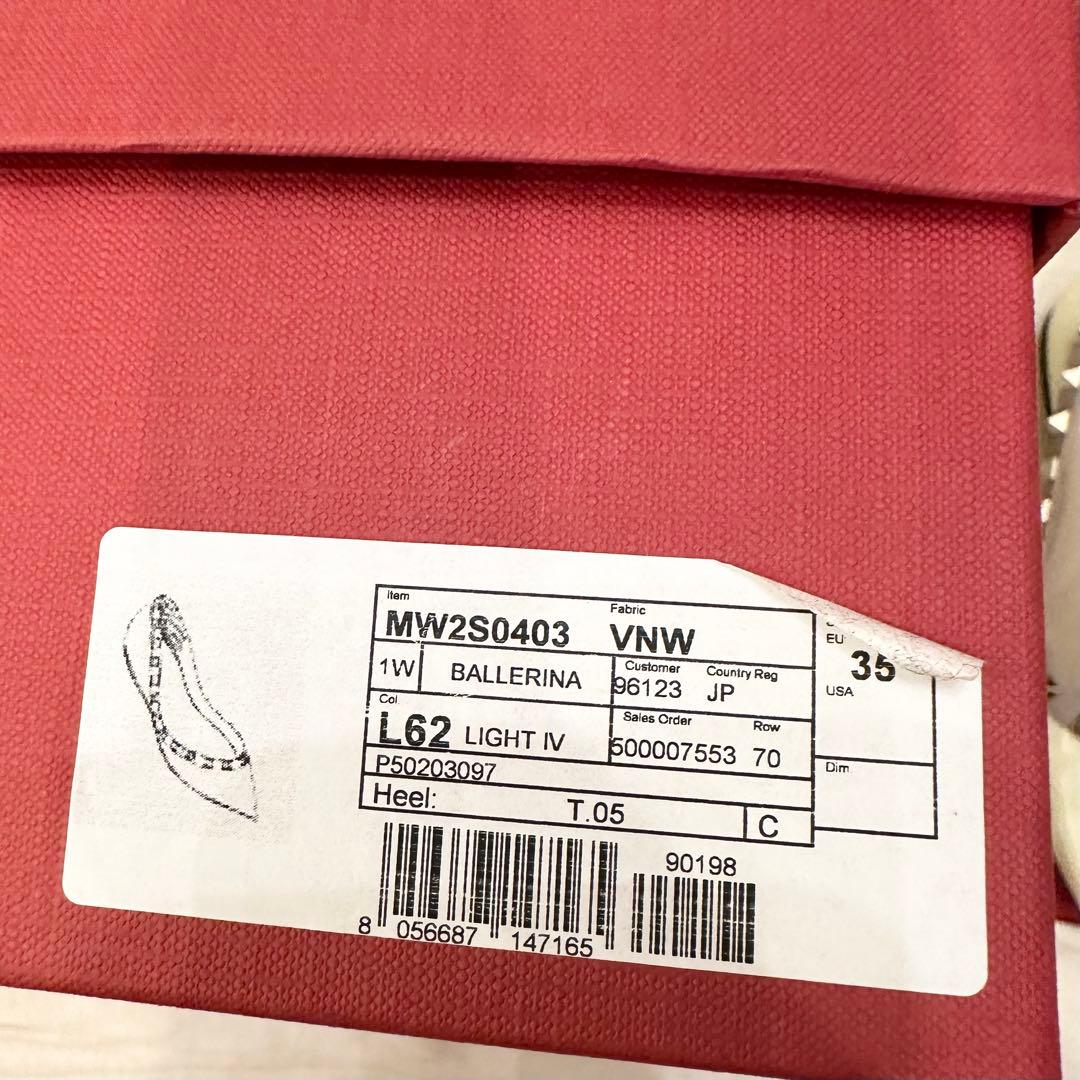 Item Fabric
MW2S0403 VNW
1W BALLERINA
Customer Country Reg
96123 JP
Col
L62 LIGHT IV
Sales Order Row
500007553 70
P50203097
Heel: T.05 C
EU 35
USA
Dim
90198
8 056687 147165